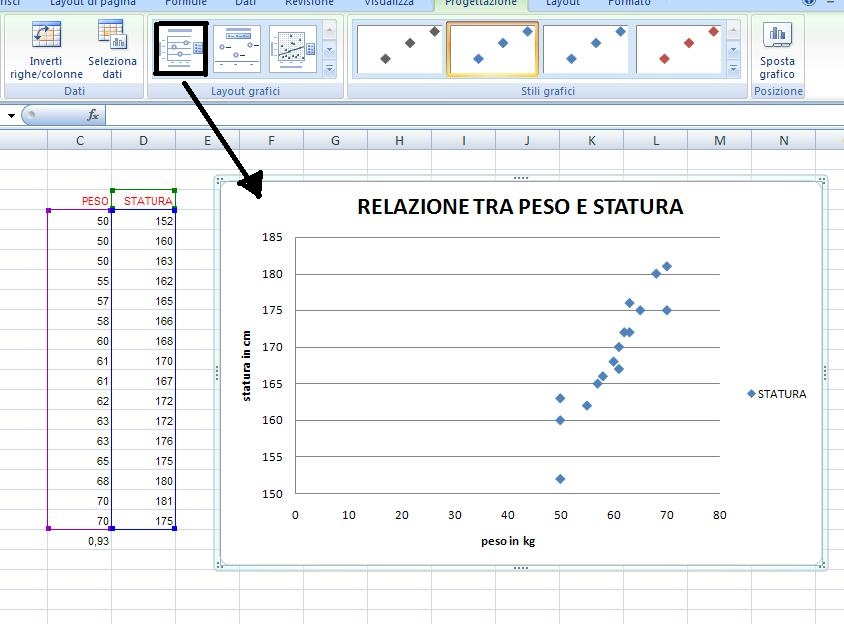 Layout di pagina Formule Dati Revisione Visualizza Progettazione Layout Formato
Inverti righe/colonne
Seleziona dati
Sposta grafico
Dati Layout grafici Stili grafici Posizione
fx
C D E F G H I J K L M N
PESO STATURA
50 152
50 160
50 163
55 162
57 165
58 166
60 168
61 170
61 167
62 172
63 172
63 176
65 175
68 180
70 181
70 175
0,93
RELAZIONE TRA PESO E STATURA
185
180
175
170
165
160
155
150
statura in cm
0 10 20 30 40 50 60 70 80
peso in kg
STATURA